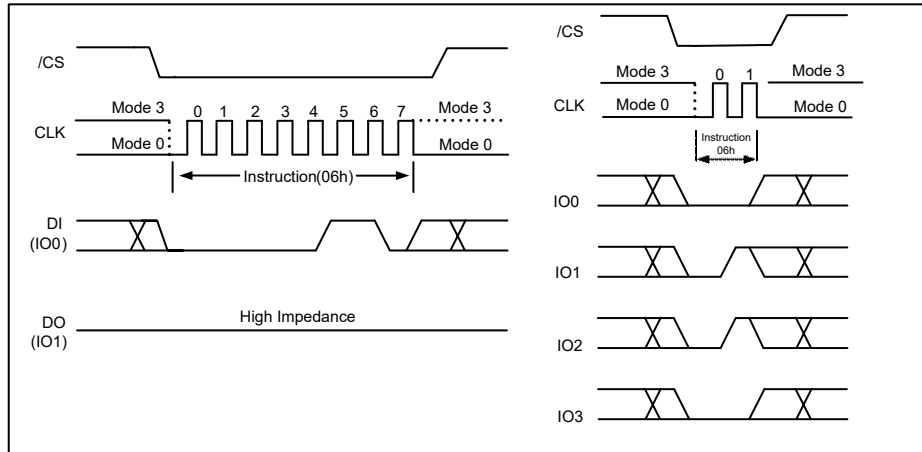 /CS
Mode 3 0 1 2 3 4 5 6 7 Mode 3
CLK
Mode 0 Mode 0
Instruction(06h)
DI
(IO0)
High Impedance
DO
(IO1)
/CS
Mode 3 0 1 Mode 3
CLK
Mode 0 Mode 0
Instruction
06h
IO0
IO1
IO2
IO3